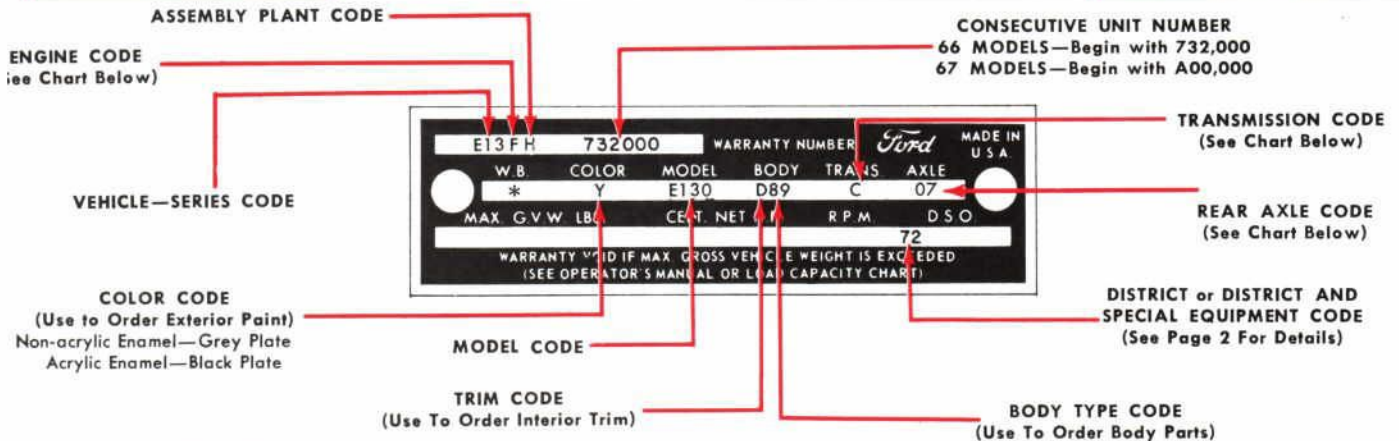 ASSEMBLY PLANT CODE
CONSECUTIVE UNIT NUMBER
66 MODELS—Begin with 732,000
67 MODELS—Begin with A00,000
ENGINE CODE
See Chart Below)
TRANSMISSION CODE
(See Chart Below)
E13FH 732000 WARRANTY NUMBER Ford MADE IN
U S A.
W.B. COLOR MODEL BODY TRANS AXLE
* Y E130 D89 C 07
VEHICLE—SERIES CODE
REAR AXLE CODE
(See Chart Below)
MAX. G.V.W. LBS. CERT. NET R.P.M. D.S.O.
72
WARRANTY VOID IF MAX. GROSS VEHICLE WEIGHT IS EXCEEDED
(SEE OPERATOR'S MANUAL OR LOAD CAPACITY CHART)
COLOR CODE
(Use to Order Exterior Paint)
Non-acrylic Enamel—Grey Plate
Acrylic Enamel—Black Plate
DISTRICT or DISTRICT AND
SPECIAL EQUIPMENT CODE
(See Page 2 For Details)
MODEL CODE
TRIM CODE
(Use To Order Interior Trim)
BODY TYPE CODE
(Use To Order Body Parts)